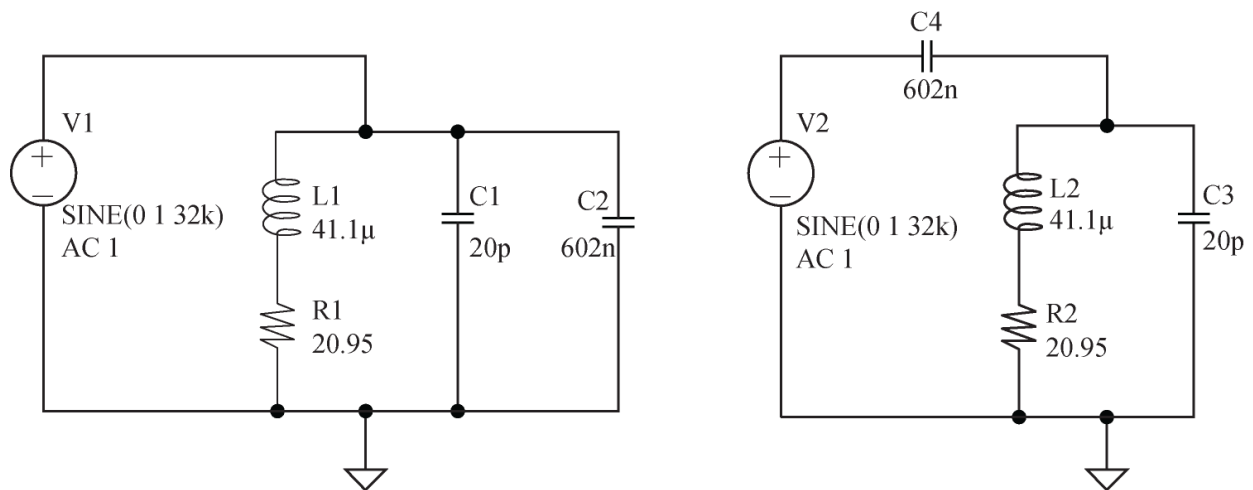 V1
SINE(0 1 32k)
AC 1
L1
41.1µ
R1
20.95
C1
20p
C2
602n
C4
602n
V2
SINE(0 1 32k)
AC 1
L2
41.1µ
R2
20.95
C3
20p